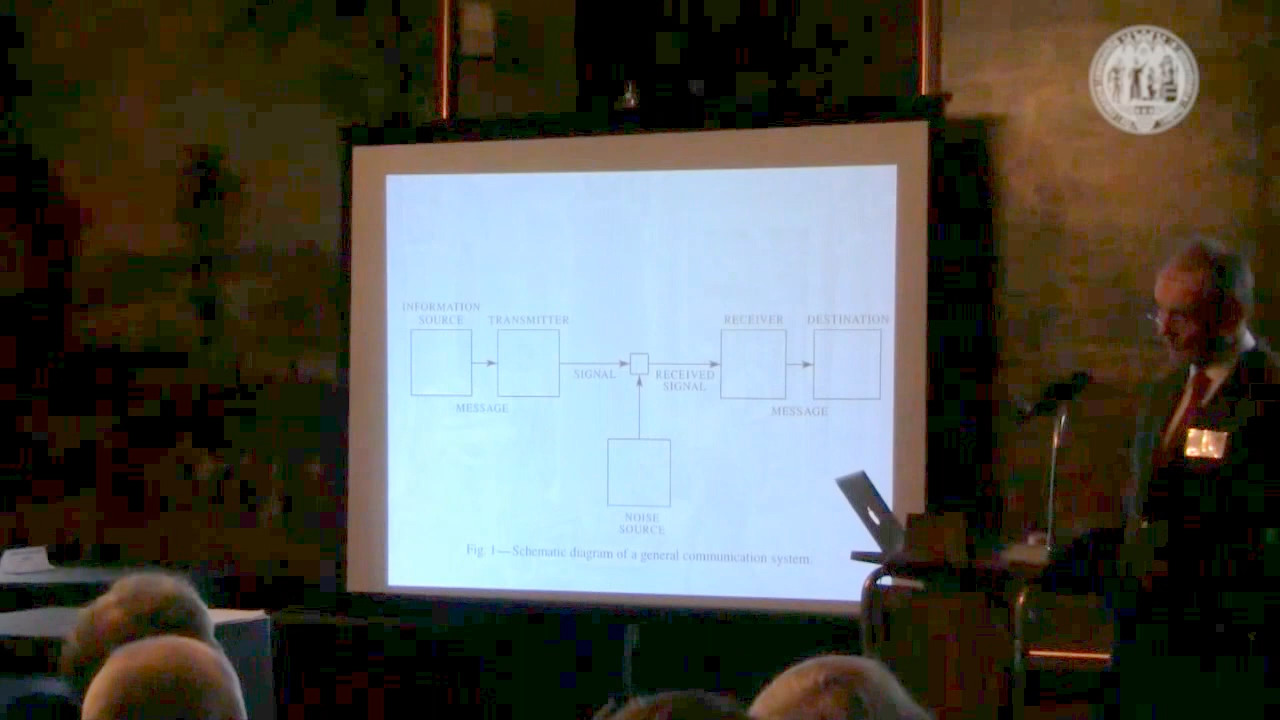 INFORMATION
SOURCE
TRANSMITTER
RECEIVER
DESTINATION
SIGNAL
RECEIVED
SIGNAL
MESSAGE
MESSAGE
NOISE
SOURCE
Fig. 1—Schematic diagram of a general communication system.